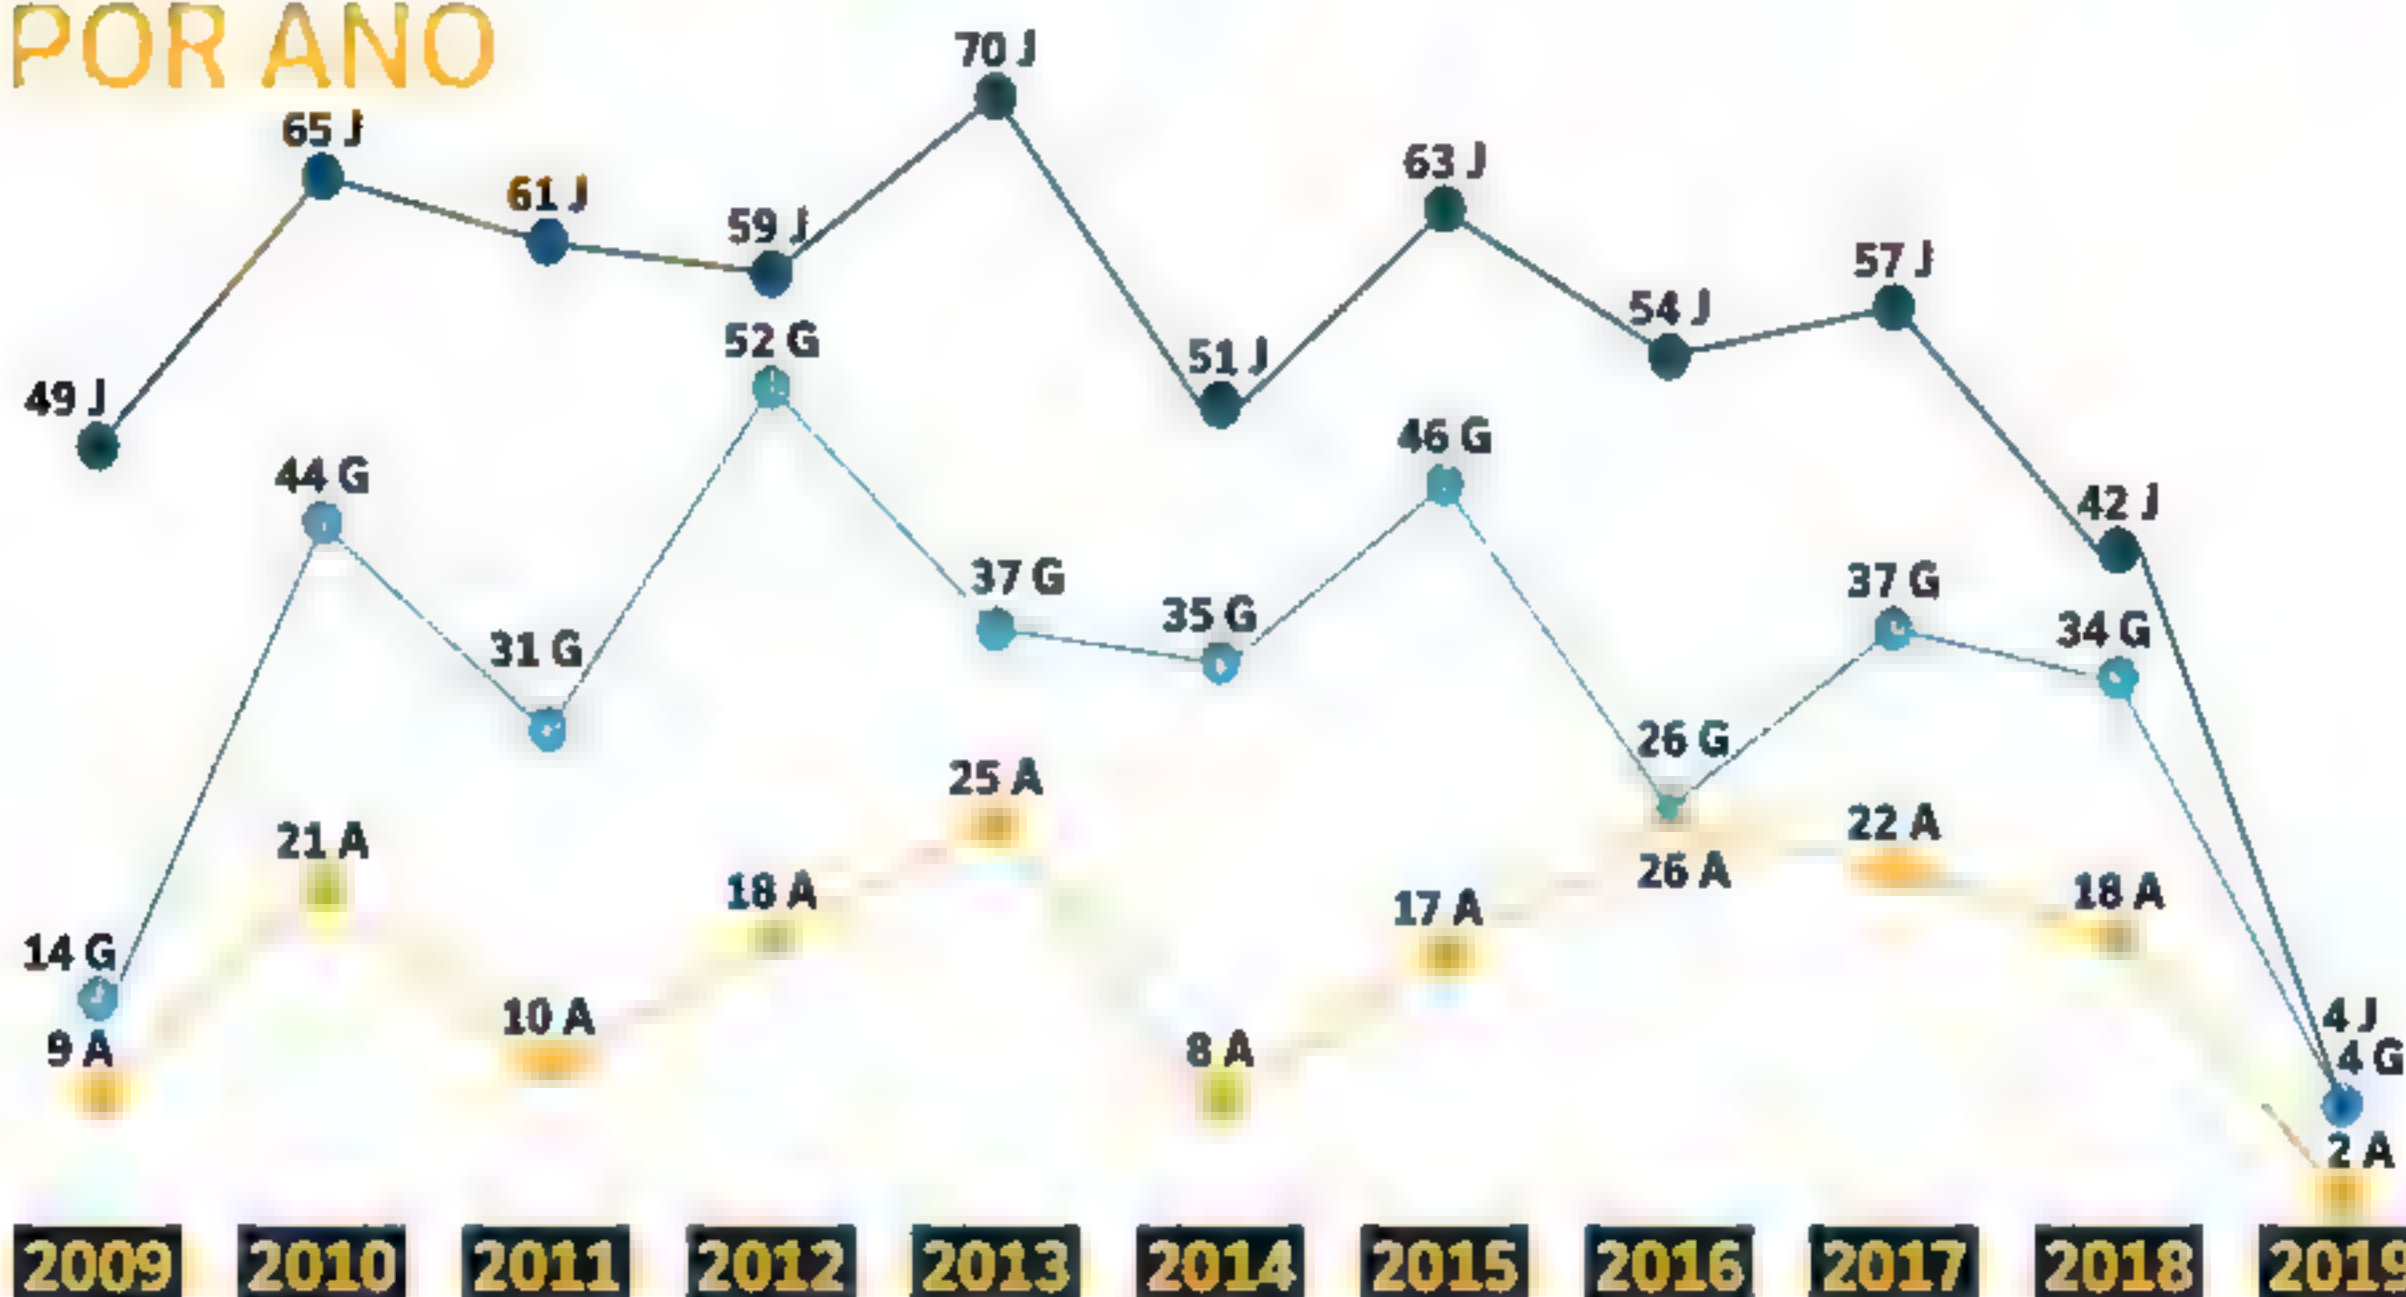 POR ANO
70 J
65 J
63 J
61 J
59 J
57 J
54 J
52 G
51 J
49 J
46 G
44 G
42 J
37 G
37 G
35 G
34 G
31 G
26 G
25 A
22 A
21 A
26 A
18 A
18 A
17 A
14 G
10 A
4 J
9 A
8 A
4 G
2 A
2009 2010 2011 2012 2013 2014 2015 2016 2017 2018 2019